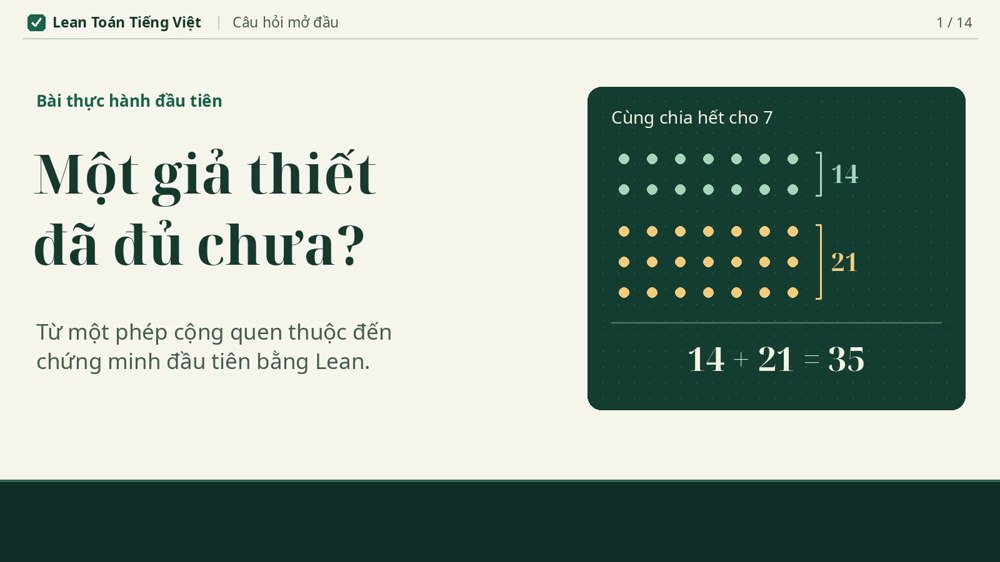 Lean Toán Tiếng Việt | Câu hỏi mở đầu
1 / 14
Bài thực hành đầu tiên
Một giả thiết
đã đủ chưa?
Từ một phép cộng quen thuộc đến
chứng minh đầu tiên bằng Lean.
Cùng chia hết cho 7
14
21
14 + 21 = 35